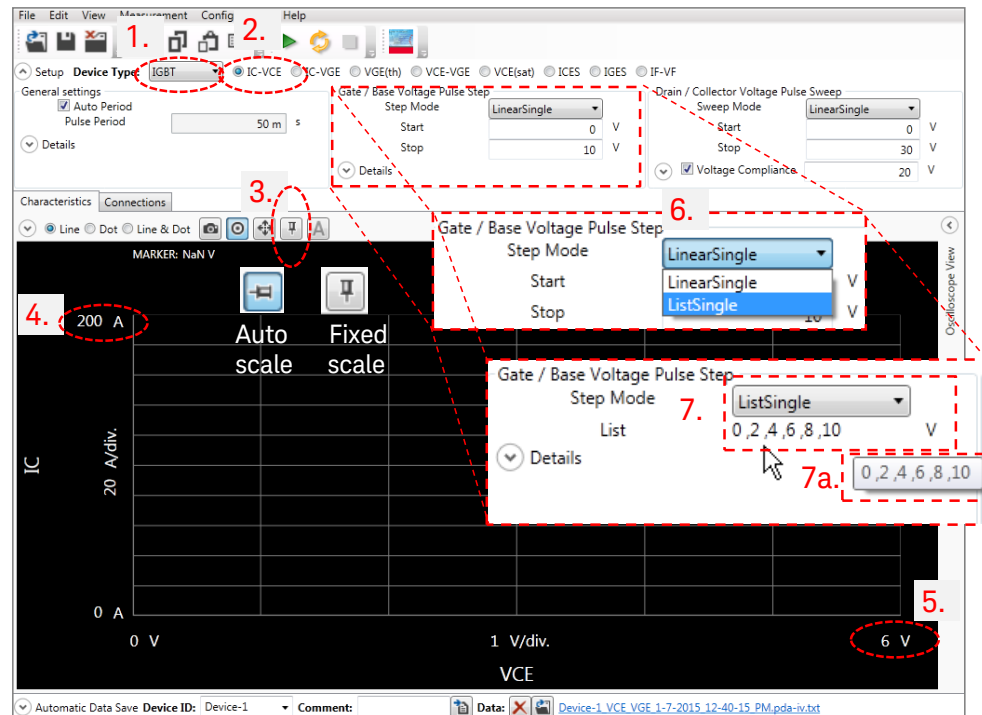 File Edit View Measurement Config Help
1. 2.
Setup Device Type: IGBT IC-VCE IC-VGE VGE(th) VCE-VGE VCE(sat) ICES IGES IF-VF
General settings
Auto Period
Pulse Period 50 m s
Details
Gate / Base Voltage Pulse Step
Step Mode LinearSingle
Start 0 V
Stop 10 V
Details
Drain / Collector Voltage Pulse Sweep
Sweep Mode LinearSingle
Start 0 V
Stop 30 V
Voltage Compliance 20 V
Characteristics Connections
3.
Line Dot Line & Dot A
MARKER: NaN V
Oscilloscope View
6.
Gate / Base Voltage Pulse Step
Step Mode LinearSingle
LinearSingle
ListSingle
Start V
Stop 10 V
4.
200 A
Auto scale
Fixed scale
Gate / Base Voltage Pulse Step
Step Mode ListSingle
7.
List 0 ,2 ,4 ,6 ,8 ,10 V
Details
7a. 0 ,2 ,4 ,6 ,8 ,10
IC
20 A/div.
0 A
5.
0 V 1 V/div. 6 V
VCE
Automatic Data Save Device ID: Device-1 Comment: Data: Device-1_VCE_VGE_1-7-2015_12-40-15_PM.pda-iv.txt